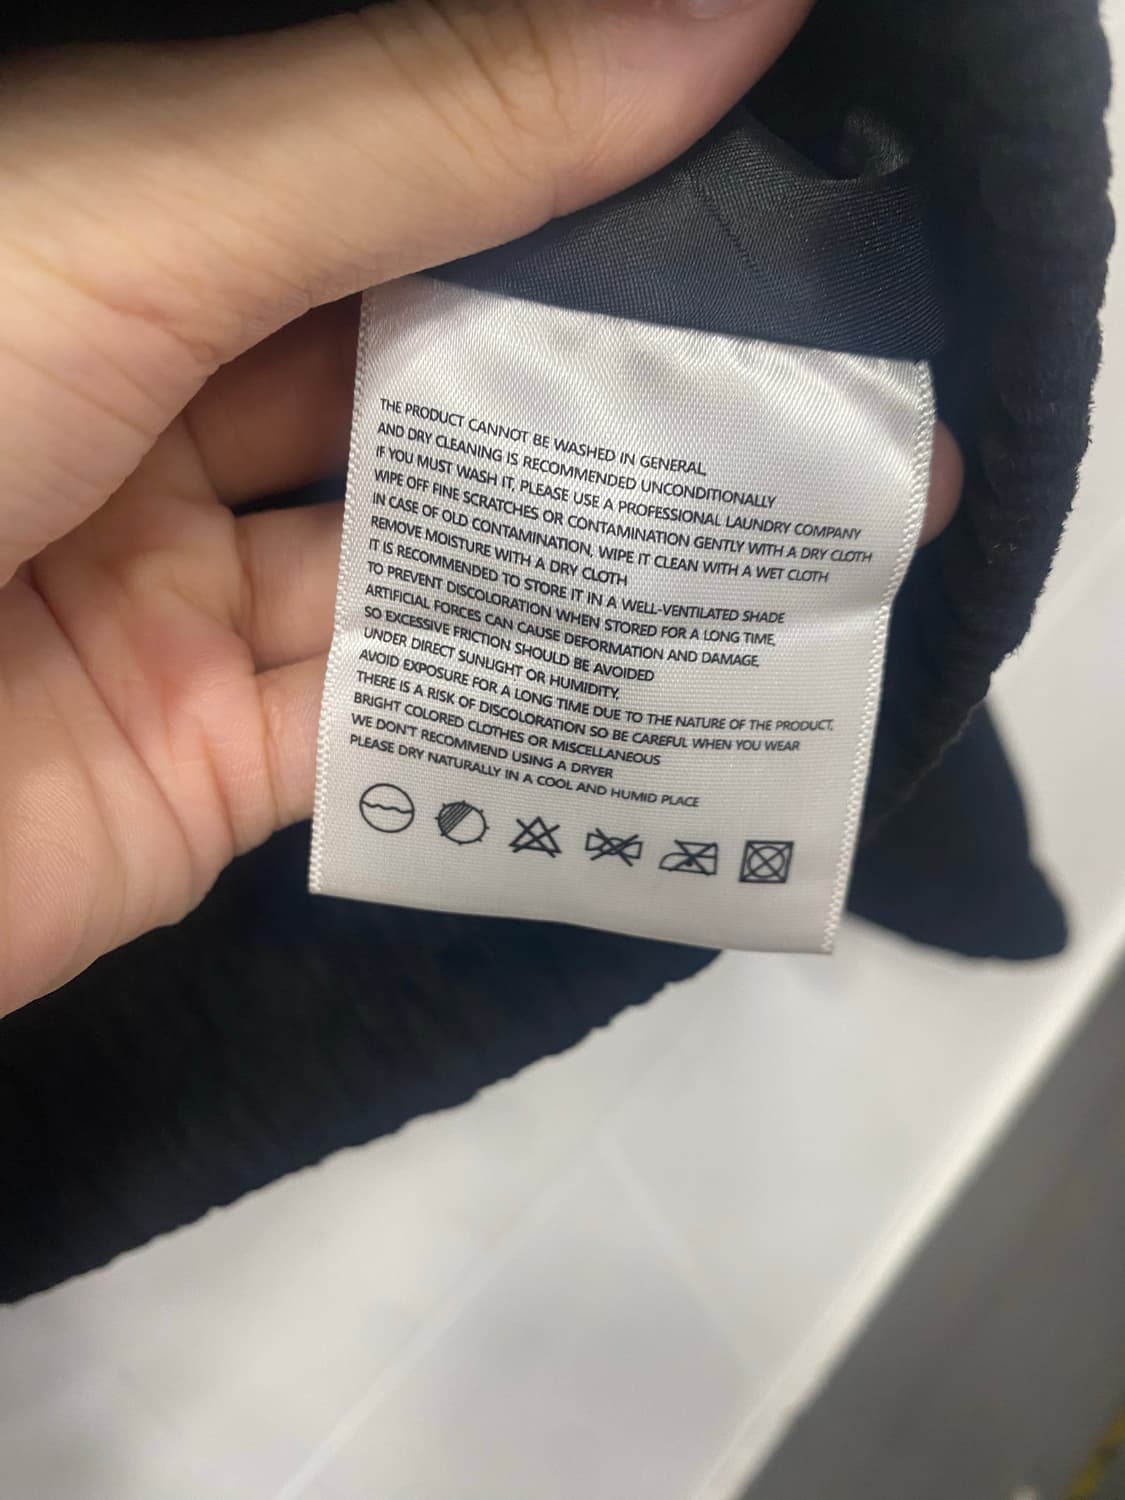 THE PRODUCT CANNOT BE WASHED IN GENERAL
AND DRY CLEANING IS RECOMMENDED UNCONDITIONALLY
IF YOU MUST WASH IT, PLEASE USE A PROFESSIONAL LAUNDRY COMPANY
WIPE OFF FINE SCRATCHES OR CONTAMINATION GENTLY WITH A DRY CLOTH
IN CASE OF OLD CONTAMINATION, WIPE IT CLEAN WITH A WET CLOTH
REMOVE MOISTURE WITH A DRY CLOTH
IT IS RECOMMENDED TO STORE IT IN A WELL-VENTILATED SHADE
TO PREVENT DISCOLORATION WHEN STORED FOR A LONG TIME,
ARTIFICIAL FORCES CAN CAUSE DEFORMATION AND DAMAGE,
SO EXCESSIVE FRICTION SHOULD BE AVOIDED
UNDER DIRECT SUNLIGHT OR HUMIDITY,
AVOID EXPOSURE FOR A LONG TIME DUE TO THE NATURE OF THE PRODUCT,
THERE IS A RISK OF DISCOLORATION SO BE CAREFUL WHEN YOU WEAR
BRIGHT COLORED CLOTHES OR MISCELLANEOUS
WE DON'T RECOMMEND USING A DRYER
PLEASE DRY NATURALLY IN A COOL AND HUMID PLACE